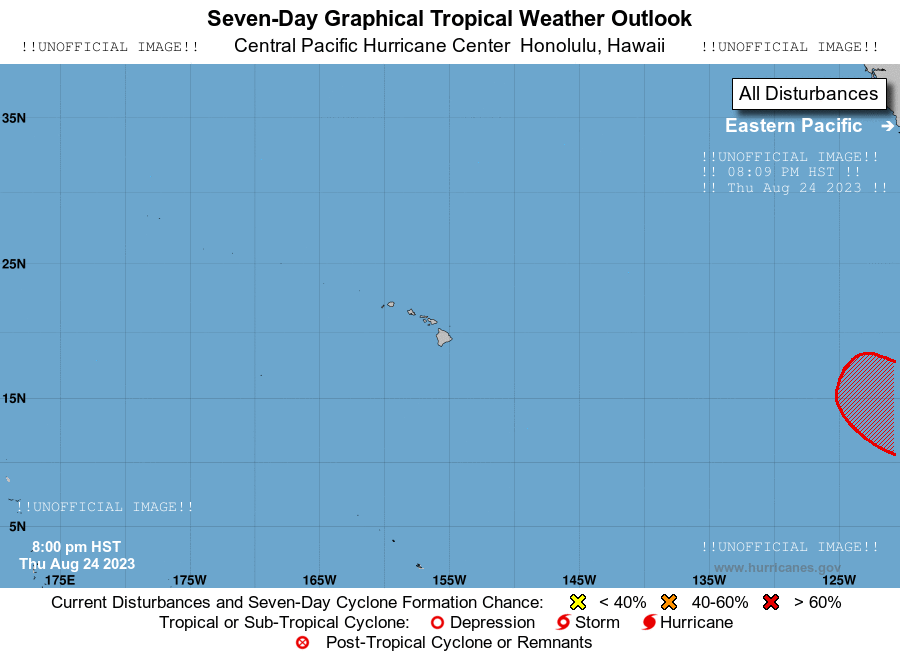 Seven-Day Graphical Tropical Weather Outlook
!!UNOFFICIAL IMAGE!! Central Pacific Hurricane Center Honolulu, Hawaii !!UNOFFICIAL IMAGE!!
All Disturbances
35N
Eastern Pacific →
!!UNOFFICIAL IMAGE!!
!! 08:09 PM HST !!
!! Thu Aug 24 2023 !!
25N
15N
!!UNOFFICIAL IMAGE!!
5N
8:00 pm HST
!!UNOFFICIAL IMAGE!!
Thu Aug 24 2023
www.hurricanes.gov
175E 175W 165W 155W 145W 135W 125W
Current Disturbances and Seven-Day Cyclone Formation Chance: < 40% 40-60% > 60%
Tropical or Sub-Tropical Cyclone: Depression Storm Hurricane
Post-Tropical Cyclone or Remnants